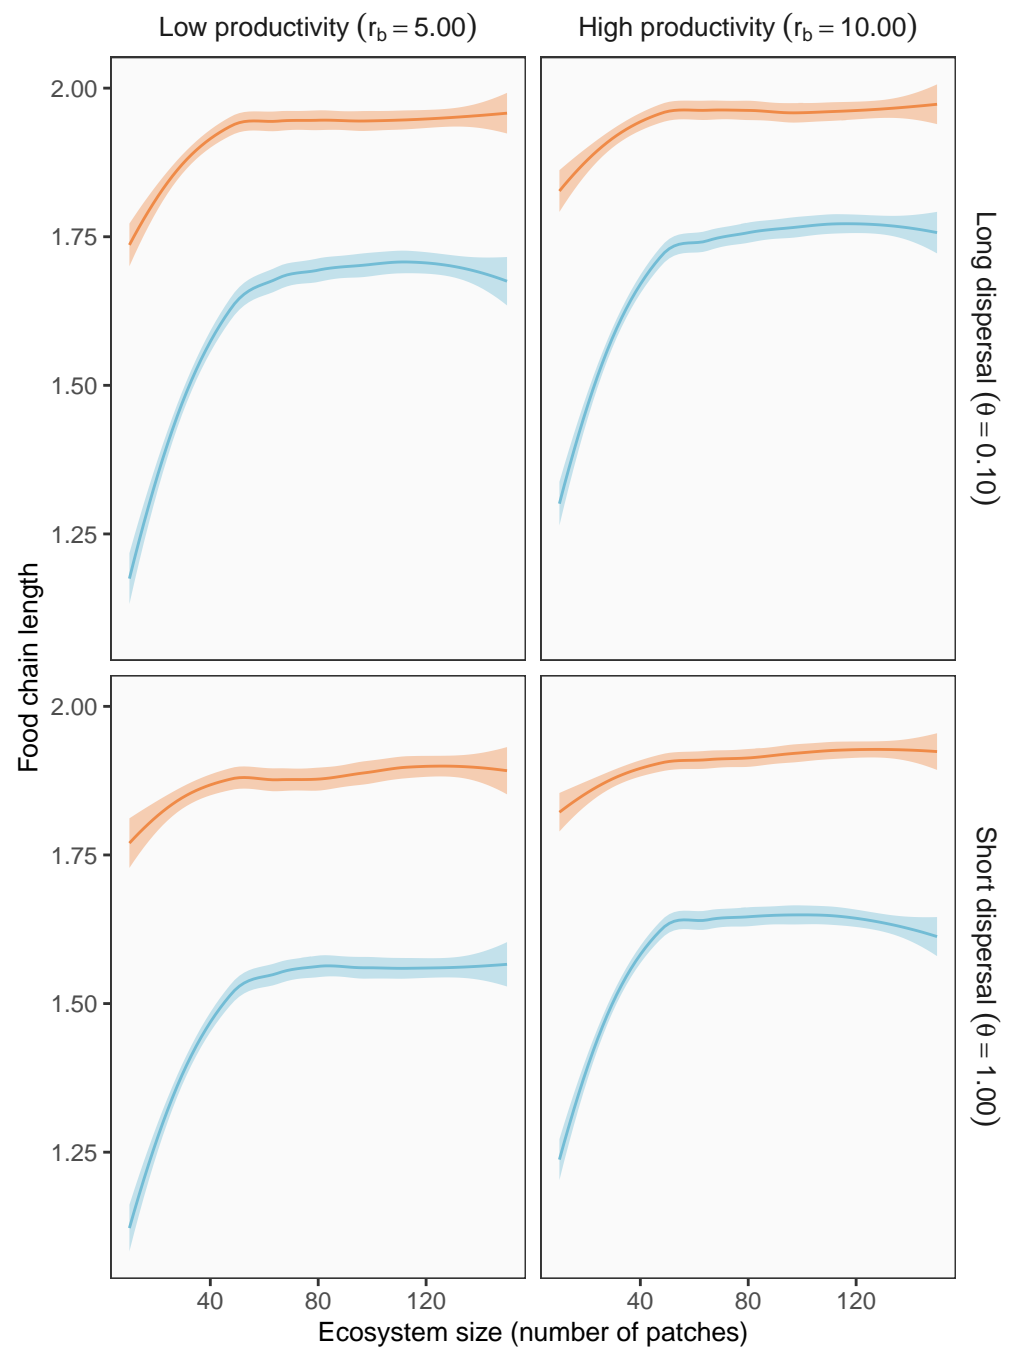 Low productivity (r_b = 5.00)
High productivity (r_b = 10.00)
Food chain length
2.00
1.75
1.50
1.25
Long dispersal (θ = 0.10)
2.00
1.75
1.50
1.25
Short dispersal (θ = 1.00)
40
80
120
40
80
120
Ecosystem size (number of patches)